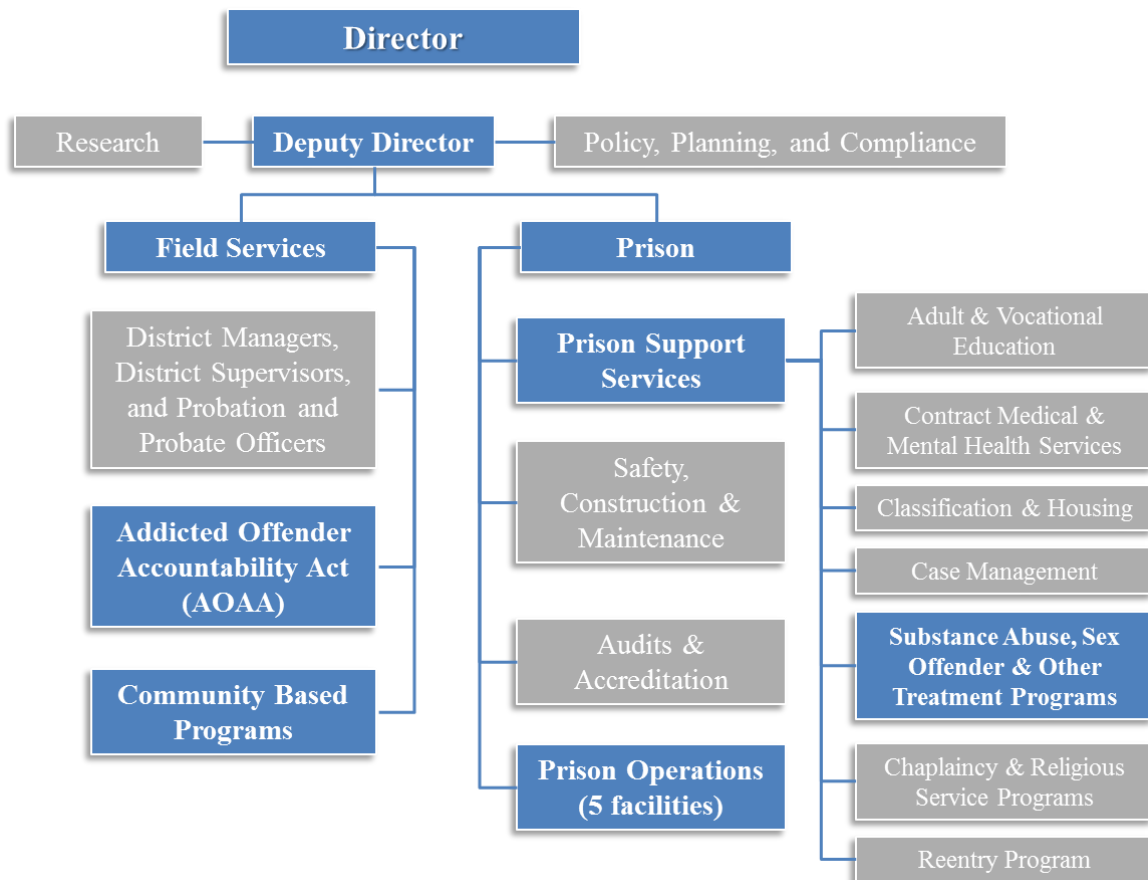 Director
Research
Deputy Director
Policy, Planning, and Compliance
Field Services
District Managers,
District Supervisors,
and Probation and
Probate Officers
Addicted Offender
Accountability Act
(AOAA)
Community Based
Programs
Prison
Prison Support
Services
Safety,
Construction &
Maintenance
Audits &
Accreditation
Prison Operations
(5 facilities)
Adult & Vocational
Education
Contract Medical &
Mental Health Services
Classification & Housing
Case Management
Substance Abuse, Sex
Offender & Other
Treatment Programs
Chaplaincy & Religious
Service Programs
Reentry Program